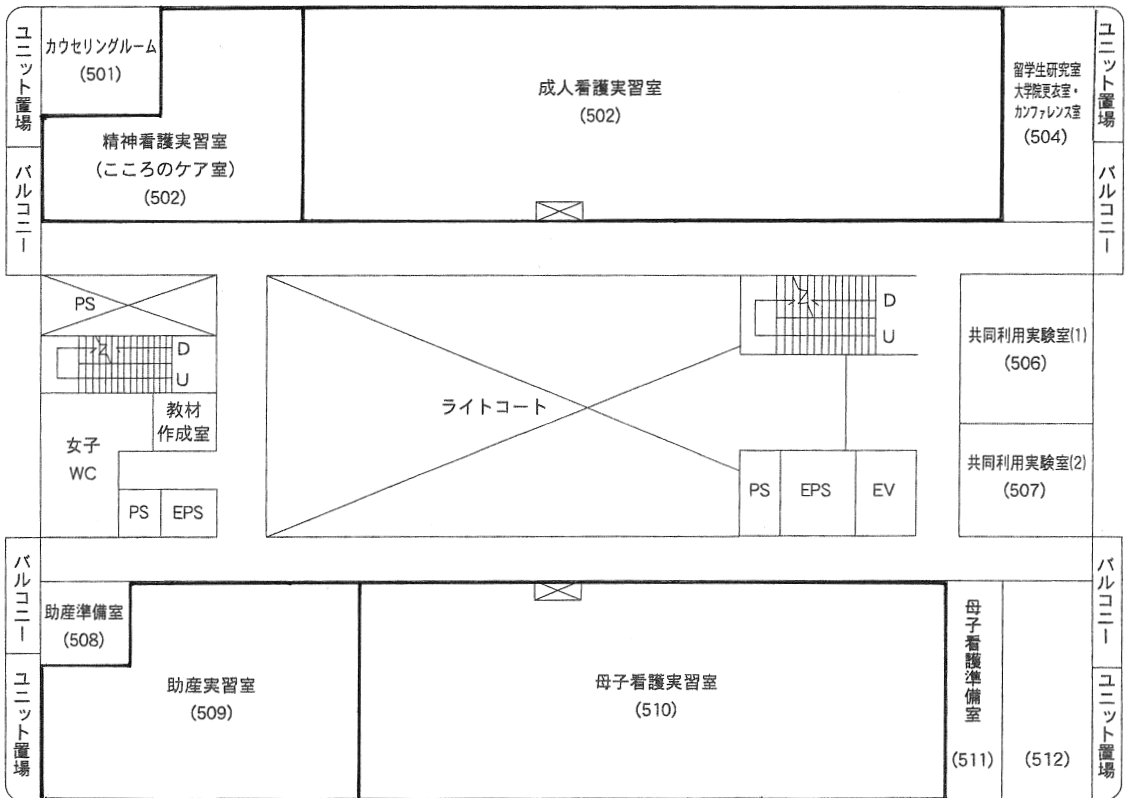 ユニット置場
カウセリングルーム
(501)
成人看護実習室
(502)
留学生研究室
大学院更衣室・
カンファレンス室
(504)
ユニット置場
精神看護実習室
(こころのケア室)
(502)
バルコニー
バルコニー
PS
D
U
D
U
共同利用実験室(1)
(506)
ライトコート
教材
作成室
女子
WC
共同利用実験室(2)
(507)
PS
EPS
PS
EPS
EV
バルコニー
助産準備室
(508)
バルコニー
助産実習室
(509)
母子看護実習室
(510)
母子看護準備室
(511)
(512)
ユニット置場
ユニット置場